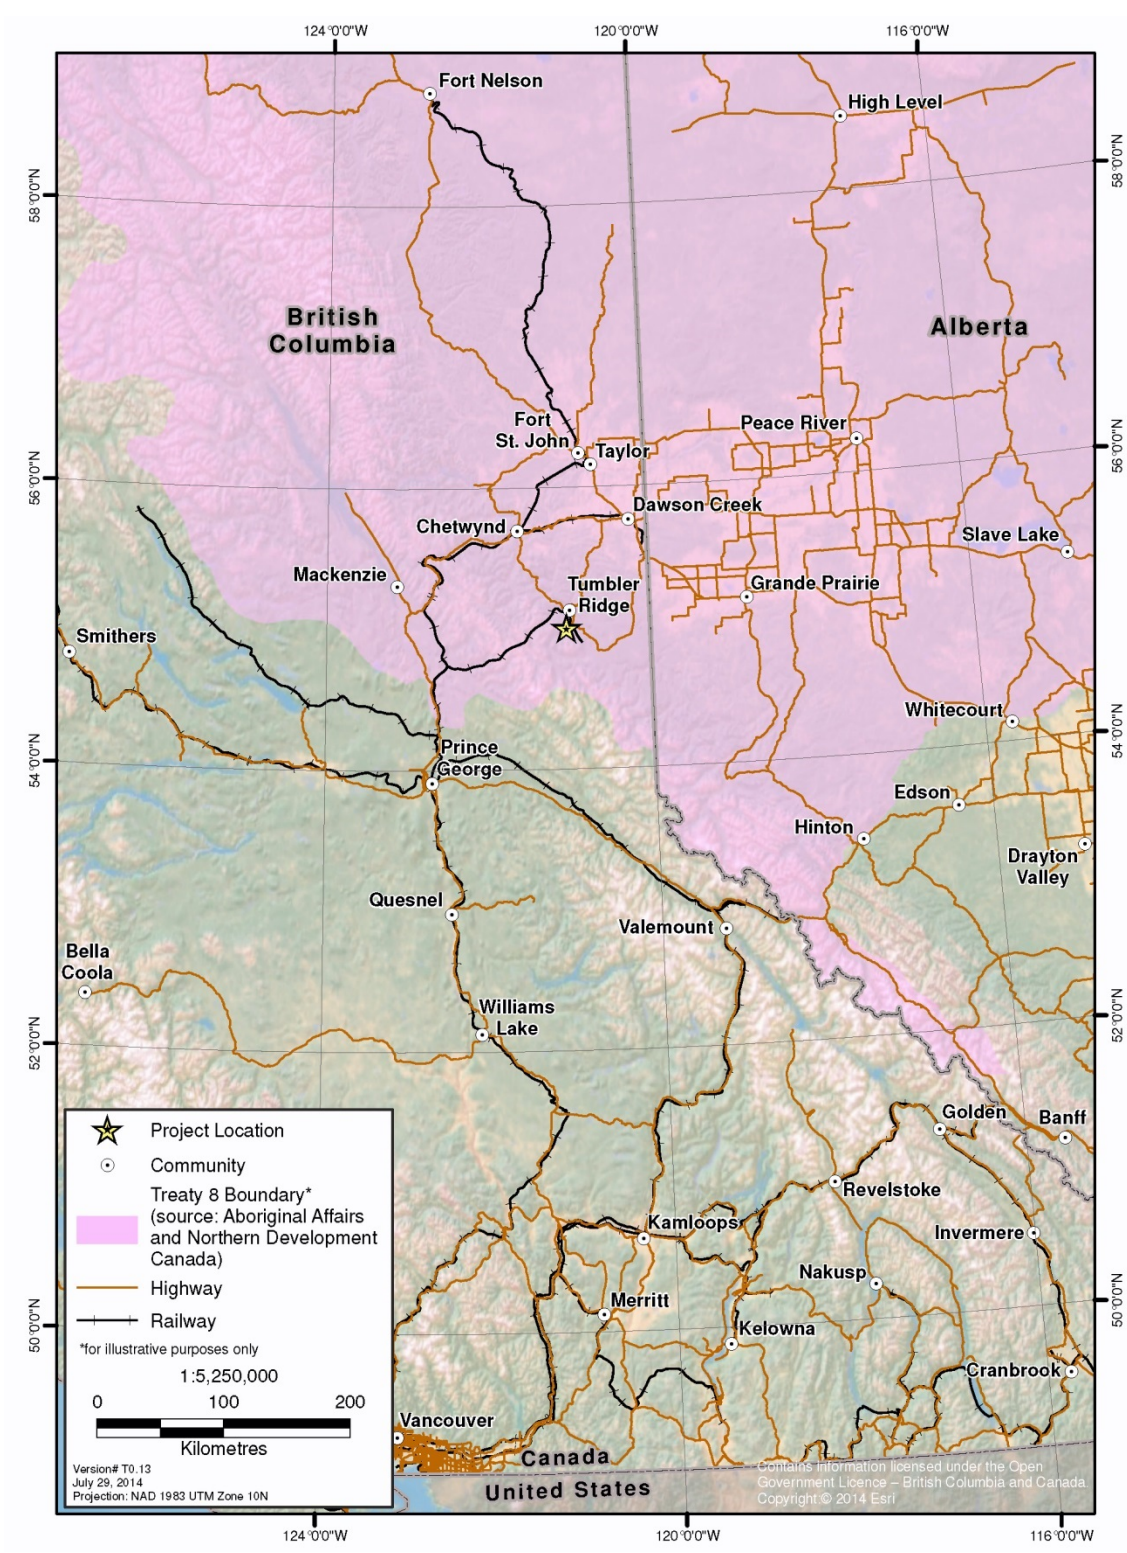 124°0'0"W
120°0'0"W
116°0'0"W
Fort Nelson
High Level
58°0'0"N
58°0'0"N
British
Columbia
Alberta
Fort
St. John
Taylor
Peace River
56°0'0"N
56°0'0"N
Chetwynd
Dawson Creek
Slave Lake
Mackenzie
Tumbler
Ridge
Grande Prairie
Smithers
Whitecourt
54°0'0"N
54°0'0"N
Prince
George
Edson
Hinton
Drayton
Valley
Quesnel
Valemount
Bella
Coola
Williams
Lake
52°0'0"N
52°0'0"N
Golden
Banff
Revelstoke
Kamloops
Invermere
Nakusp
Merritt
Kelowna
50°0'0"N
50°0'0"N
Cranbrook
Vancouver
Canada
United States
Project Location
Community
Treaty 8 Boundary*
(source: Aboriginal Affairs
and Northern Development
Canada)
Highway
Railway
*for illustrative purposes only
1:5,250,000
0 100 200
Kilometres
Version# T0.13
July 29, 2014
Projection: NAD 1983 UTM Zone 10N
Contains information licensed under the Open
Government Licence – British Columbia and Canada.
Copyright:© 2014 Esri
124°0'0"W
120°0'0"W
116°0'0"W